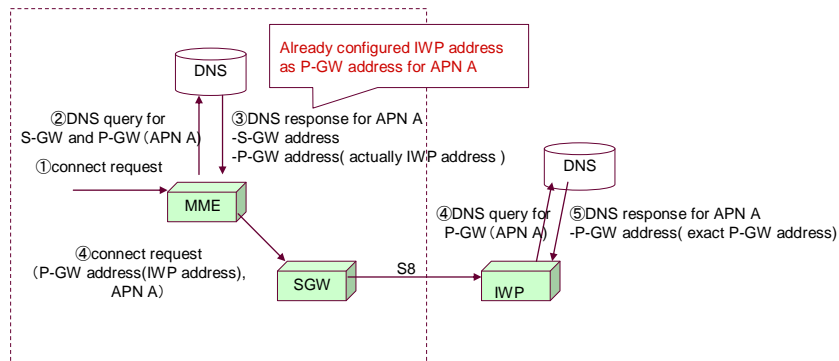 Already configured IWP address
as P-GW address for APN A
DNS
②DNS query for
S-GW and P-GW（APN A)
③DNS response for APN A
-S-GW address
-P-GW address( actually IWP address )
①connect request
MME
DNS
④DNS query for
P-GW（APN A)
⑤DNS response for APN A
-P-GW address( exact P-GW address)
④connect request
（P-GW address(IWP address),
APN A）
SGW
S8
IWP